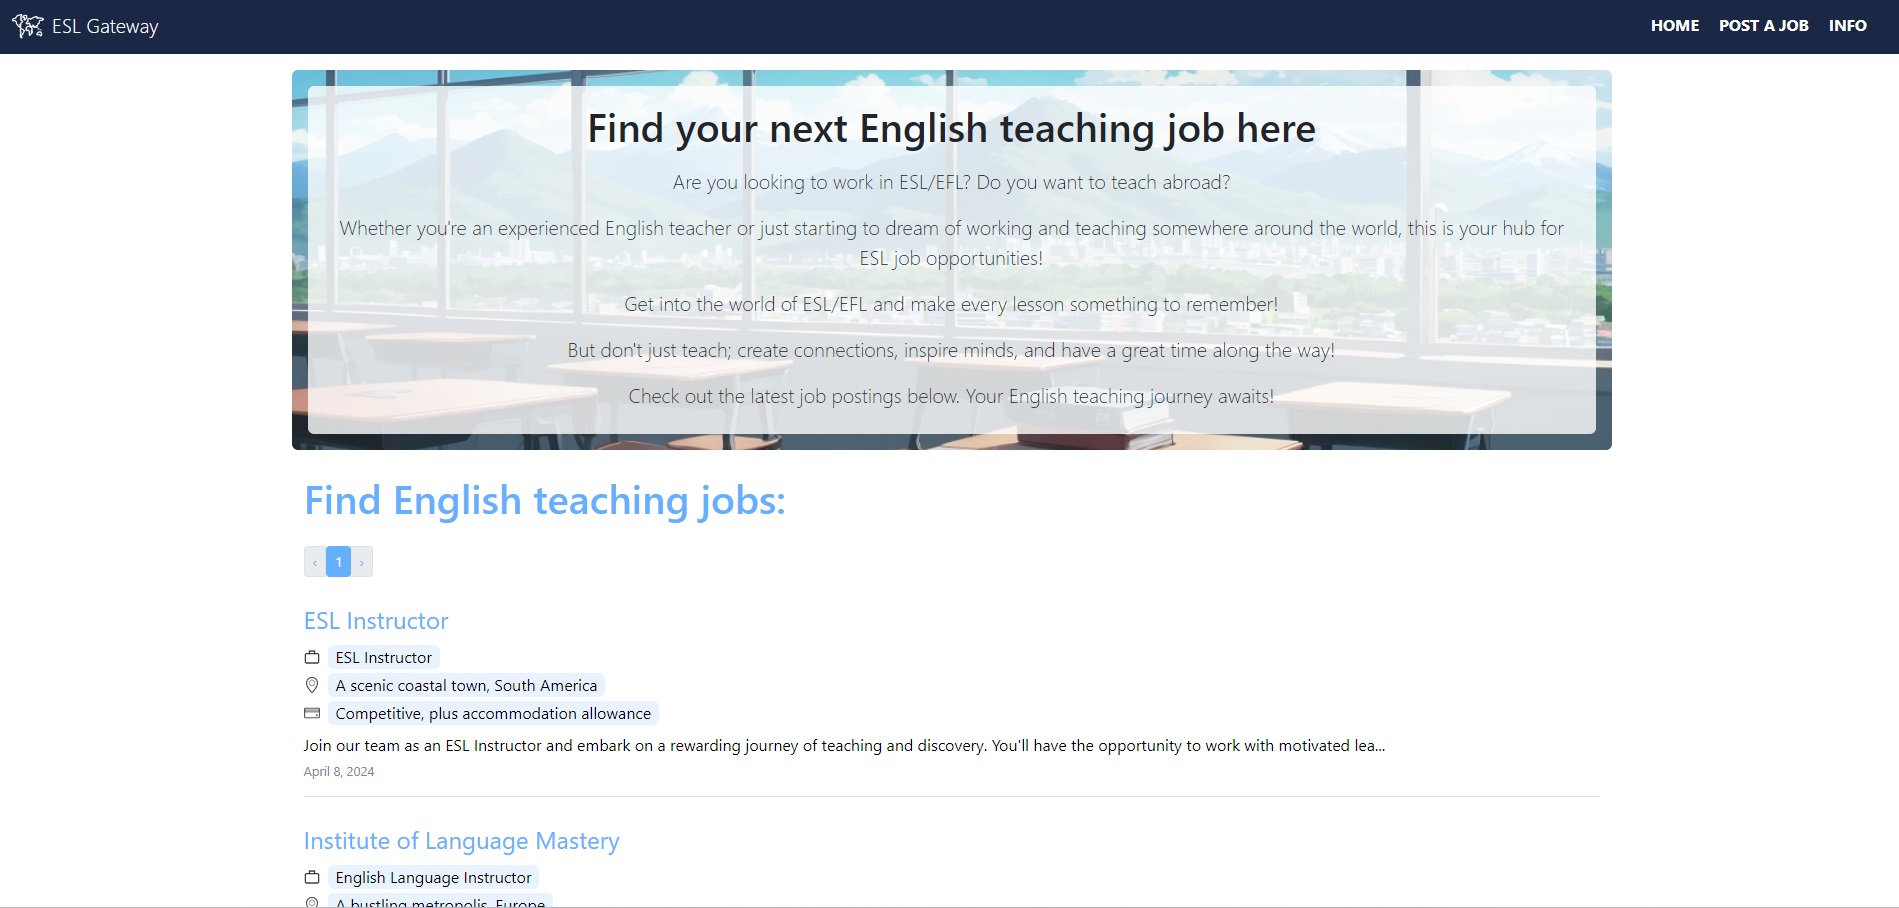 ESL Gateway
HOME POST A JOB INFO
Find your next English teaching job here
Are you looking to work in ESL/EFL? Do you want to teach abroad?
Whether you're an experienced English teacher or just starting to dream of working and teaching somewhere around the world, this is your hub for
ESL job opportunities!
Get into the world of ESL/EFL and make every lesson something to remember!
But don't just teach; create connections, inspire minds, and have a great time along the way!
Check out the latest job postings below. Your English teaching journey awaits!
Find English teaching jobs:
‹ 1 ›
ESL Instructor
ESL Instructor
A scenic coastal town, South America
Competitive, plus accommodation allowance
Join our team as an ESL Instructor and embark on a rewarding journey of teaching and discovery. You'll have the opportunity to work with motivated lea...
April 8, 2024
Institute of Language Mastery
English Language Instructor
A bustling metropolis, Europe